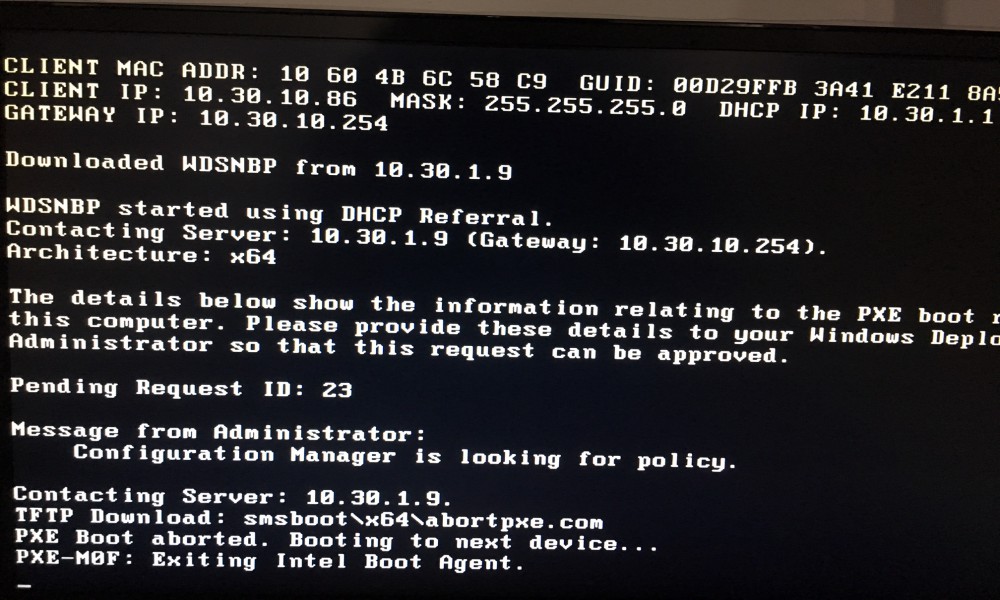 CLIENT MAC ADDR: 10 60 4B 6C 58 C9 GUID: 00D29FFB 3A41 E211
CLIENT IP: 10.30.10.86 MASK: 255.255.255.0 DHCP IP: 10.30.1.1
GATEWAY IP: 10.30.10.254
Downloaded WDSNBP from 10.30.1.9
WDSNBP started using DHCP Referral.
Contacting Server: 10.30.1.9 (Gateway: 10.30.10.254).
Architecture: x64
The details below show the information relating to the PXE boot
this computer. Please provide these details to your Windows
Administrator so that this request can be approved.
Pending Request ID: 23
Message from Administrator:
Configuration Manager is looking for policy.
Contacting Server: 10.30.1.9.
TFTP Download: smsboot\x64\abortpxe.com
PXE Boot aborted. Booting to next device...
PXE-M0F: Exiting Intel Boot Agent.